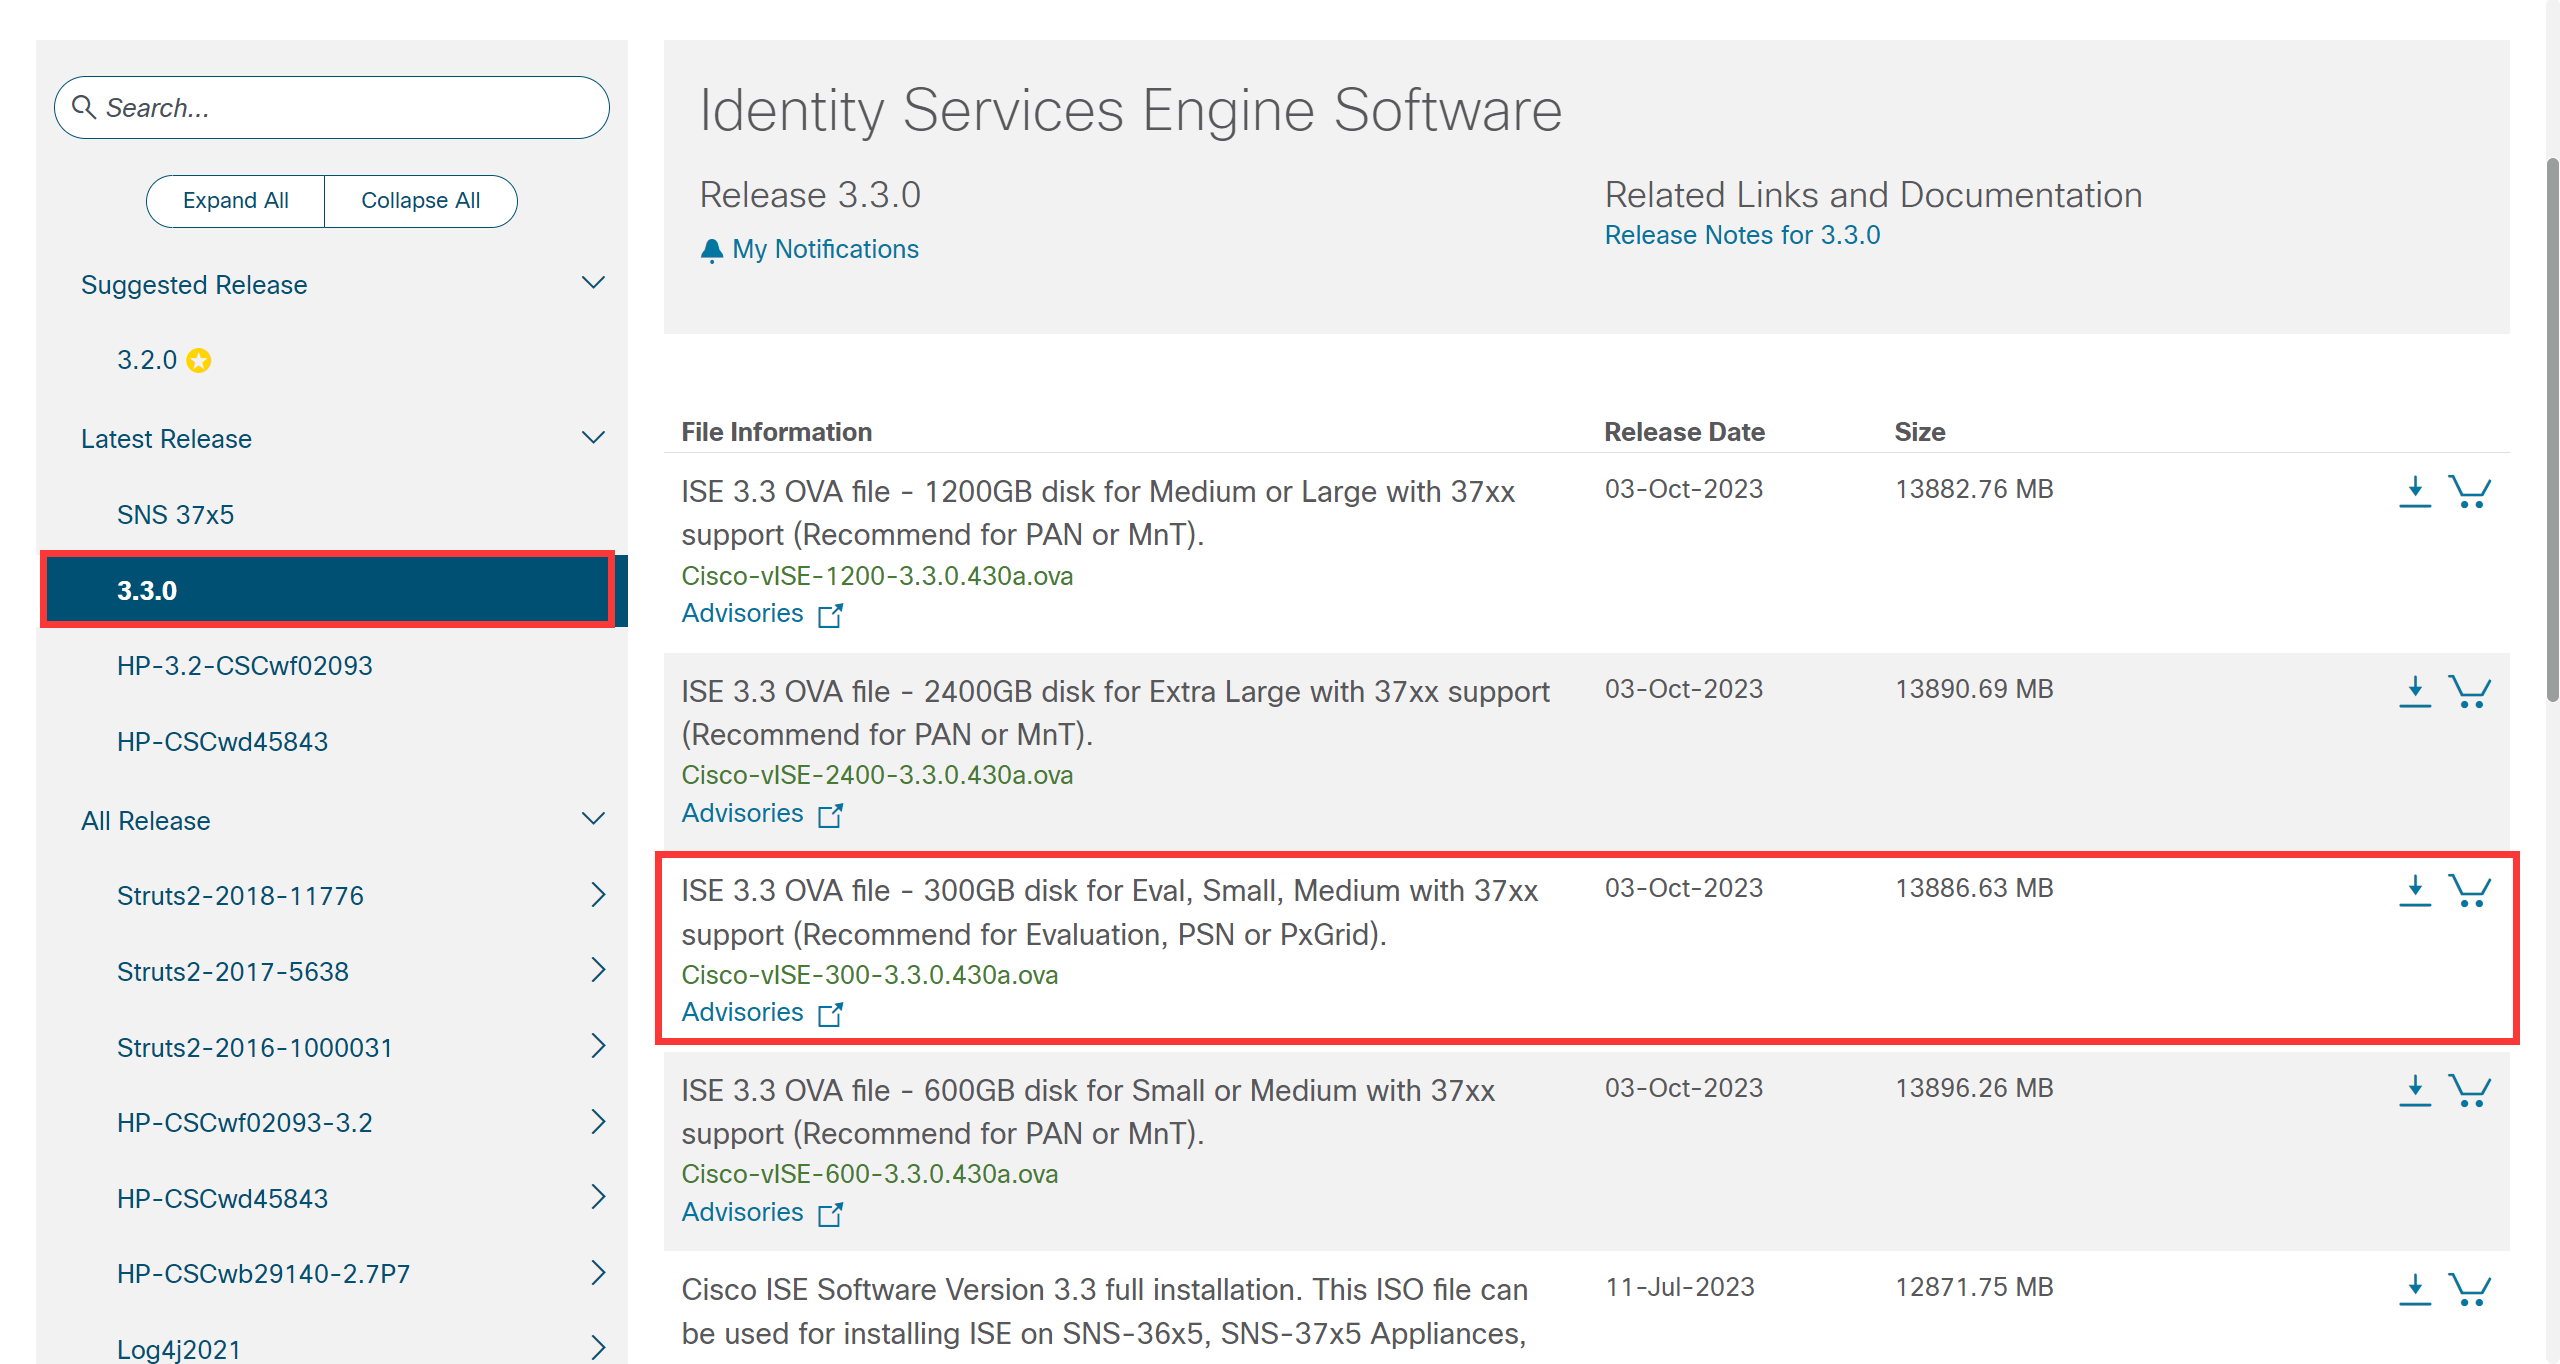 Search...
Expand All
Collapse All
Suggested Release
3.2.0
Latest Release
SNS 37x5
3.3.0
HP-3.2-CSCwf02093
HP-CSCwd45843
All Release
Struts2-2018-11776
Struts2-2017-5638
Struts2-2016-1000031
HP-CSCwf02093-3.2
HP-CSCwd45843
HP-CSCwb29140-2.7P7
Log4j2021
Identity Services Engine Software
Release 3.3.0
My Notifications
Related Links and Documentation
Release Notes for 3.3.0
File Information Release Date Size
ISE 3.3 OVA file - 1200GB disk for Medium or Large with 37xx 03-Oct-2023 13882.76 MB
support (Recommend for PAN or MnT).
Cisco-vISE-1200-3.3.0.430a.ova
Advisories
ISE 3.3 OVA file - 2400GB disk for Extra Large with 37xx support 03-Oct-2023 13890.69 MB
(Recommend for PAN or MnT).
Cisco-vISE-2400-3.3.0.430a.ova
Advisories
ISE 3.3 OVA file - 300GB disk for Eval, Small, Medium with 37xx 03-Oct-2023 13886.63 MB
support (Recommend for Evaluation, PSN or PxGrid).
Cisco-vISE-300-3.3.0.430a.ova
Advisories
ISE 3.3 OVA file - 600GB disk for Small or Medium with 37xx 03-Oct-2023 13896.26 MB
support (Recommend for PAN or MnT).
Cisco-vISE-600-3.3.0.430a.ova
Advisories
Cisco ISE Software Version 3.3 full installation. This ISO file can 11-Jul-2023 12871.75 MB
be used for installing ISE on SNS-36x5, SNS-37x5 Appliances,